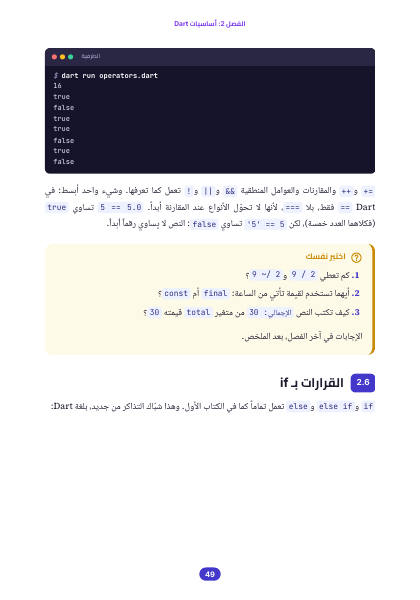 الفصل 2: أساسيات Dart
الطرفية
$ dart run operators.dart
16
true
false
true
true
false
true
false
+= و ++ والمقارنات والعوامل المنطقية && و || و ! تعمل كما تعرفها. وشيء واحد أبسط: في
Dart == فقط، بلا ===، لأنها لا تحوّل الأنواع عند المقارنة أبداً. 5 == 5.0 تساوي true
(فكلاهما العدد خمسة)، لكن '5' == 5 تساوي false : النص لا يساوي رقماً أبداً.
اختبر نفسك
1. كم تعطي 9 / 2 و 9 ~/ 2 ؟
2. أيهما تستخدم لقيمة تأتي من الساعة: final أم const ؟
3. كيف تكتب النص الإجمالي: 30 من متغير total قيمته 30 ؟
الإجابات في آخر الفصل، بعد الملخص.
2.6 القرارات بـ if
if و else if و else تعمل تماماً كما في الكتاب الأول. وهذا شبّاك التذاكر من جديد، بلغة Dart:
49